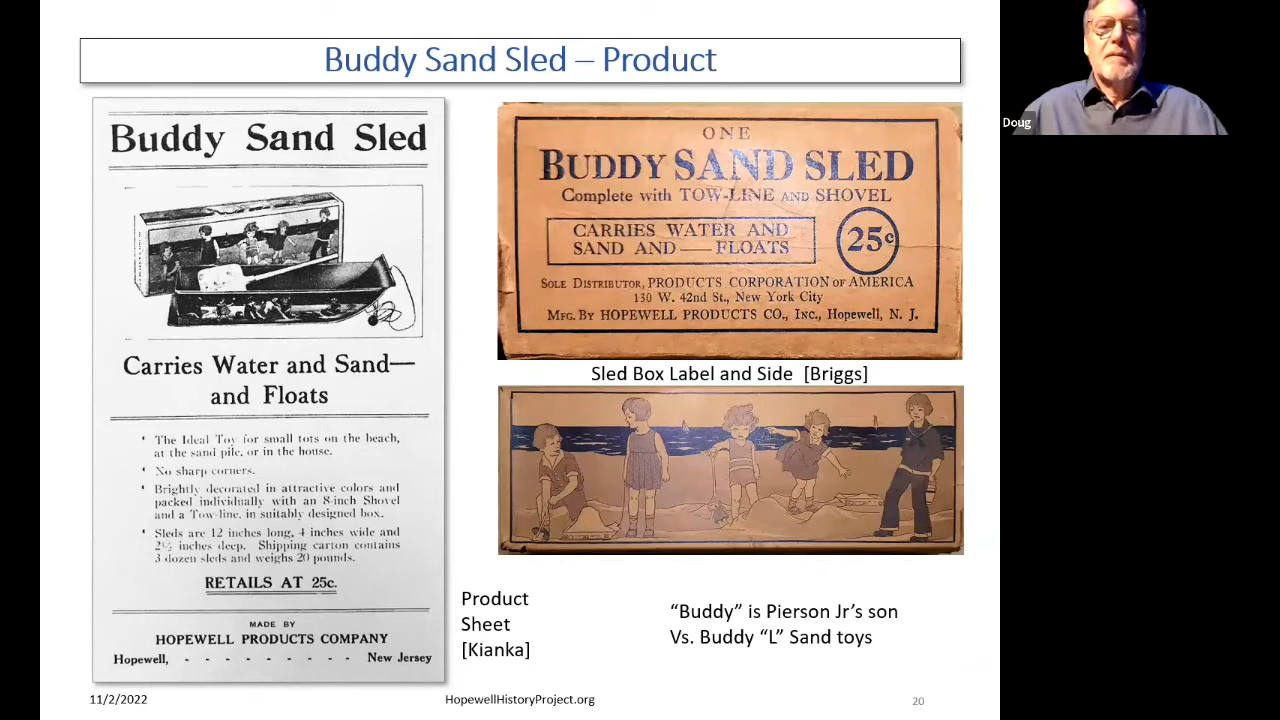 Buddy Sand Sled – Product
Buddy Sand Sled
Carries Water and Sand—
and Floats
* The Ideal Toy for small tots on the beach,
at the sand pile, or in the house.
* No sharp corners.
* Brightly decorated in attractive colors and
packed individually with an 8-inch Shovel
and a Tow-line, in suitably designed box.
* Sleds are 12 inches long, 4 inches wide and
2½ inches deep. Shipping carton contains
3 dozen sleds and weighs 20 pounds.
RETAILS AT 25c.
MADE BY
HOPEWELL PRODUCTS COMPANY
Hopewell, - - - - - - - - - New Jersey
ONE
BUDDY SAND SLED
Complete with TOW-LINE AND SHOVEL
CARRIES WATER AND
SAND AND — FLOATS
25c
SOLE DISTRIBUTOR, PRODUCTS CORPORATION OF AMERICA
130 W. 42nd St., New York City
MFG. BY HOPEWELL PRODUCTS CO., INC., Hopewell, N. J.
Sled Box Label and Side [Briggs]
Product
Sheet
[Kianka]
“Buddy” is Pierson Jr’s son
Vs. Buddy “L” Sand toys
11/2/2022
HopewellHistoryProject.org
20
Doug